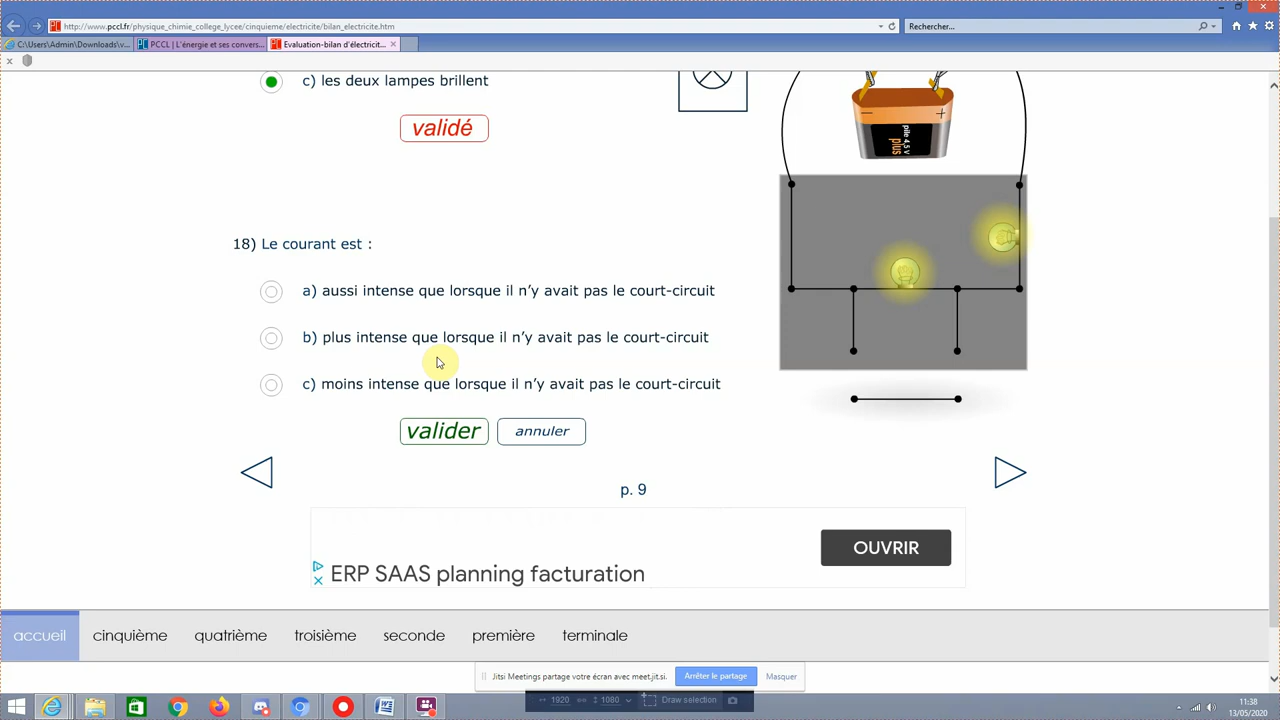 http://www.pccl.fr/physique_chimie_college_lycee/cinquieme/electricite/bilan_electricite.htm
Rechercher...
C:\Users\Admin\Downloads\v...
PCCL | L'énergie et ses convers...
Evaluation-bilan d'électricit...
c) les deux lampes brillent
validé
− +
pile 4,5 V
plus
18) Le courant est :
a) aussi intense que lorsque il n'y avait pas le court-circuit
b) plus intense que lorsque il n'y avait pas le court-circuit
c) moins intense que lorsque il n'y avait pas le court-circuit
valider annuler
p. 9
OUVRIR
ERP SAAS planning facturation
accueil cinquième quatrième troisième seconde première terminale
Jitsi Meetings partage votre écran avec meet.jit.si. Arrêter le partage Masquer
1920 1080 Draw selection
11:38
13/05/2020